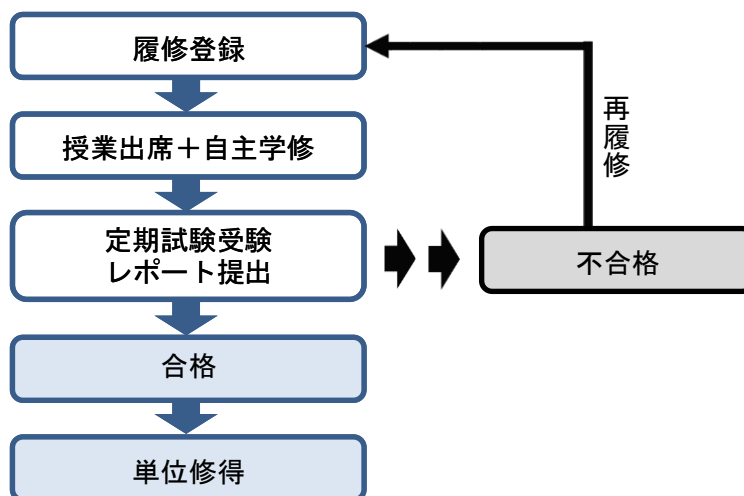 履修登録
授業出席＋自主学修
定期試験受験
レポート提出
不合格
再履修
合格
単位修得